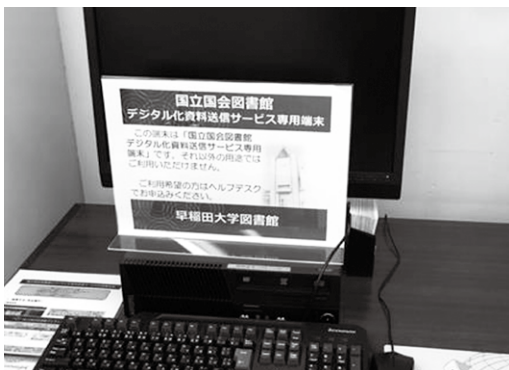 国立国会図書館
デジタル化資料送信サービス専用端末
この端末は「国立国会図書館
デジタル化資料送信サービス専用
端末」です。それ以外の用途では
ご利用いただけません。
ご利用希望の方はヘルプデスク
でお申込みください。
早稲田大学図書館
lenovo